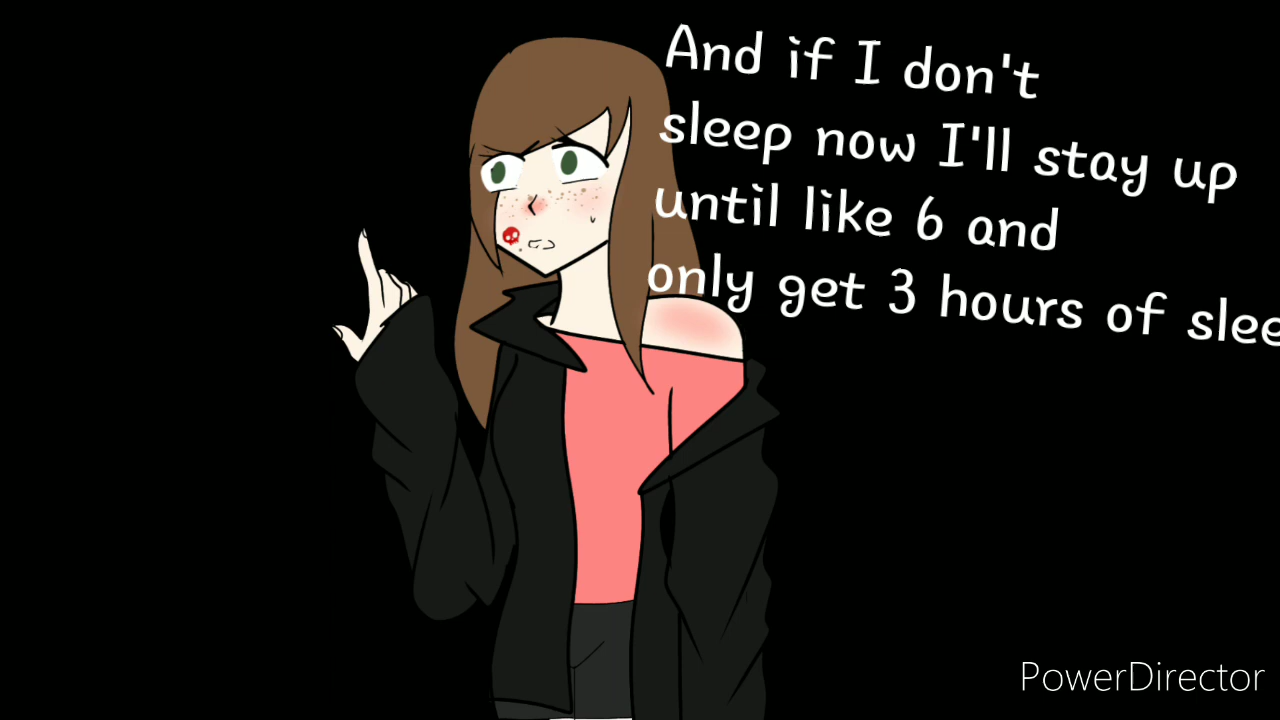 And if I don't
sleep now I'll stay up
until like 6 and
only get 3 hours of slee
PowerDirector